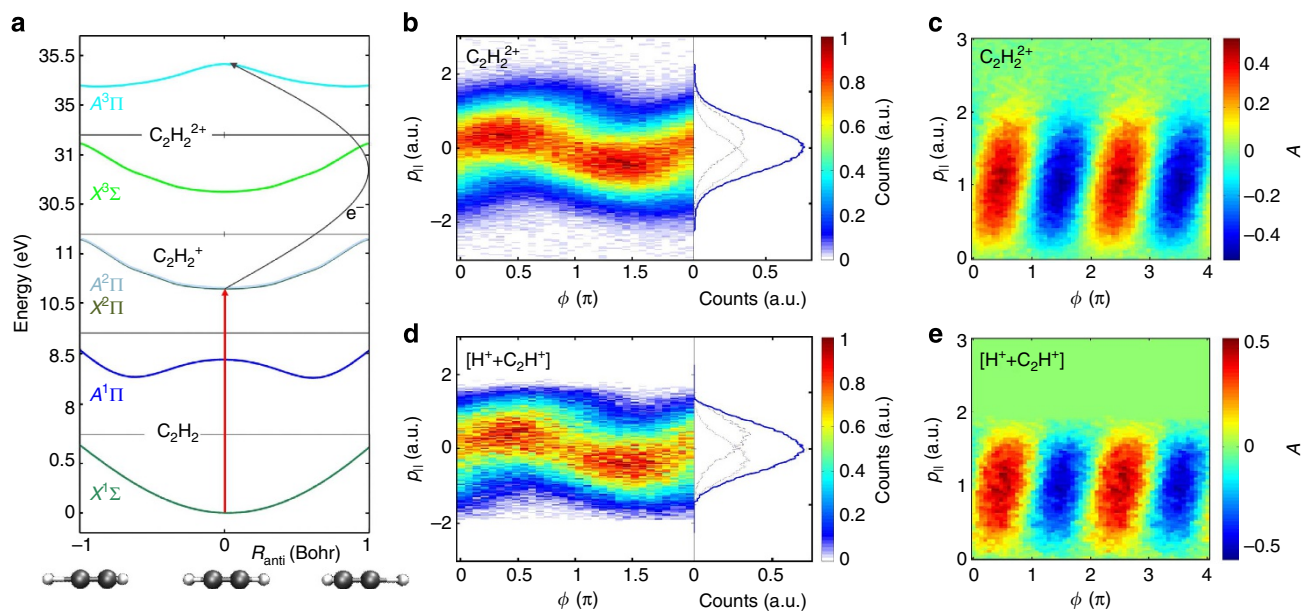 a
35.5
35
A³Π
C₂H₂²⁺
31
X³Σ
30.5
e⁻
C₂H₂⁺
11
A²Π
X²Π
10.5
8.5
A¹Π
8
C₂H₂
0.5
X¹Σ
0
Energy (eV)
−1 0 1
R_anti (Bohr)
b
C₂H₂²⁺
2
0
−2
p_|| (a.u.)
0 0.5 1 1.5 0 0.5
ϕ (π) Counts (a.u.)
1
0.8
0.6
0.4
0.2
0
Counts (a.u.)
c
C₂H₂²⁺
3
2
1
0
p_|| (a.u.)
0 1 2 3 4
ϕ (π)
0.4
0.2
0
−0.2
−0.4
A
d
[H⁺+C₂H⁺]
2
0
−2
p_|| (a.u.)
0 0.5 1 1.5 0 0.5
ϕ (π) Counts (a.u.)
1
0.8
0.6
0.4
0.2
0
Counts (a.u.)
e
[H⁺+C₂H⁺]
3
2
1
0
p_|| (a.u.)
0 1 2 3 4
ϕ (π)
0.5
0
−0.5
A